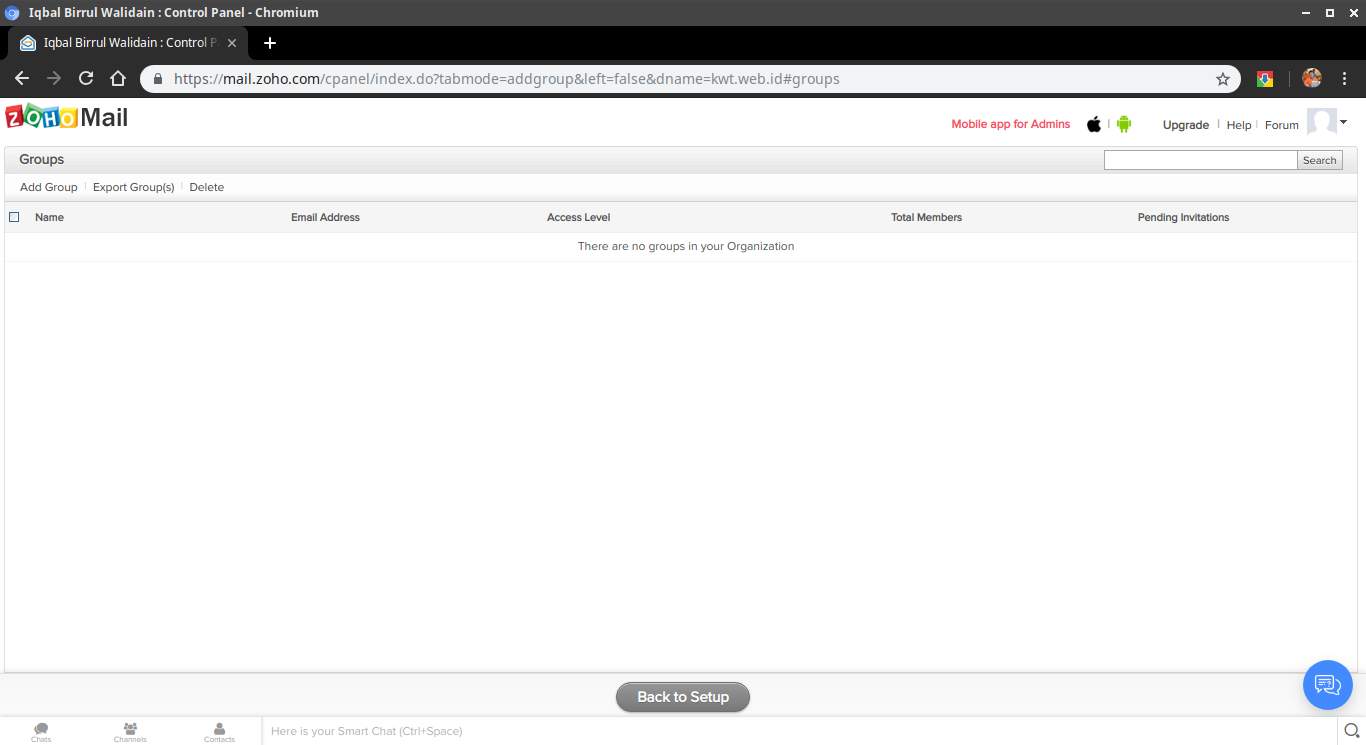 Iqbal Birrul Walidain : Control Panel - Chromium
Iqbal Birrul Walidain : Control P
https://mail.zoho.com/cpanel/index.do?tabmode=addgroup&left=false&dname=kwt.web.id#groups
ZOHO Mail
Mobile app for Admins Upgrade Help Forum
Groups Search
Add Group Export Group(s) Delete
Name Email Address Access Level Total Members Pending Invitations
There are no groups in your Organization
Back to Setup
Chats Channels Contacts Here is your Smart Chat (Ctrl+Space)